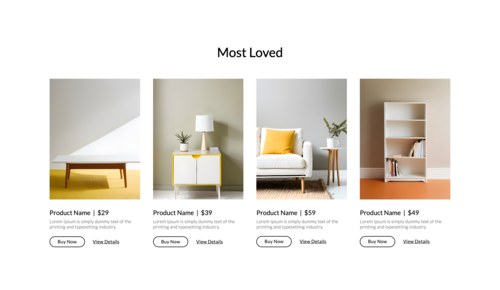 Most Loved
Product Name | $29
Lorem Ipsum is simply dummy text of the
printing and typesetting industry.
Buy Now
View Details
Product Name | $39
Lorem Ipsum is simply dummy text of the
printing and typesetting industry.
Buy Now
View Details
Product Name | $59
Lorem Ipsum is simply dummy text of the
printing and typesetting industry.
Buy Now
View Details
Product Name | $49
Lorem Ipsum is simply dummy text of the
printing and typesetting industry.
Buy Now
View Details